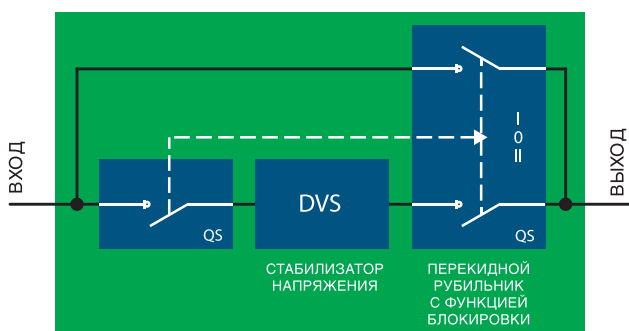 ВХОД
QS
DVS
СТАБИЛИЗАТОР
НАПРЯЖЕНИЯ
I
0
II
QS
ПЕРЕКИДНОЙ
РУБИЛЬНИК
С ФУНКЦИЕЙ
БЛОКИРОВКИ
ВЫХОД